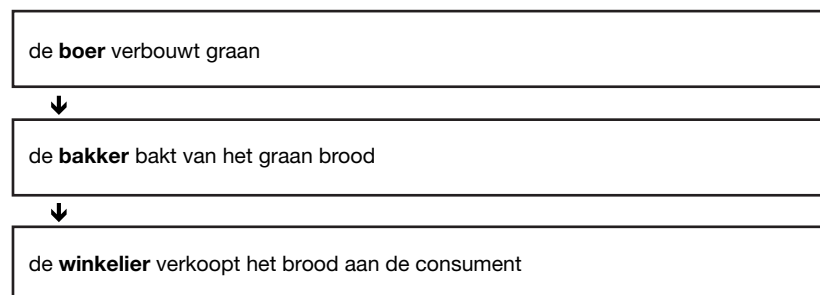 de boer verbouwt graan
de bakker bakt van het graan brood
de winkelier verkoopt het brood aan de consument